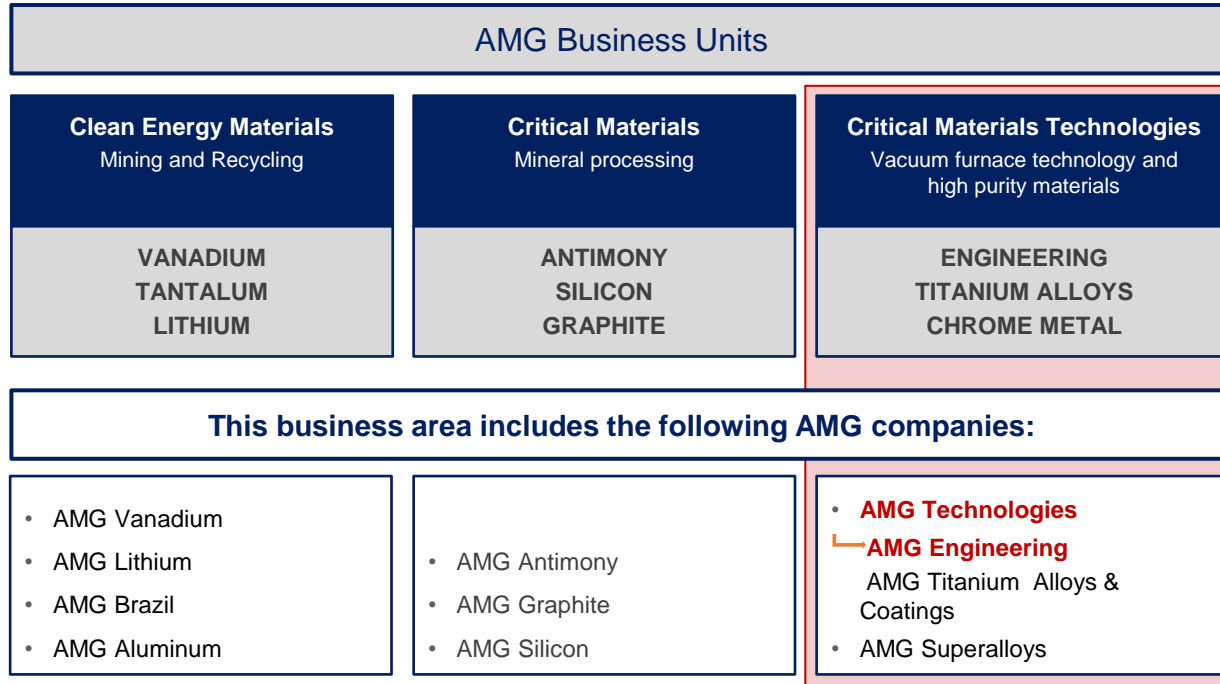 AMG Business Units
Clean Energy Materials
Mining and Recycling
VANADIUM
TANTALUM
LITHIUM
Critical Materials
Mineral processing
ANTIMONY
SILICON
GRAPHITE
Critical Materials Technologies
Vacuum furnace technology and
high purity materials
ENGINEERING
TITANIUM ALLOYS
CHROME METAL
This business area includes the following AMG companies:
• AMG Vanadium
• AMG Lithium
• AMG Brazil
• AMG Aluminum
• AMG Antimony
• AMG Graphite
• AMG Silicon
• AMG Technologies
AMG Engineering
AMG Titanium Alloys &
Coatings
• AMG Superalloys